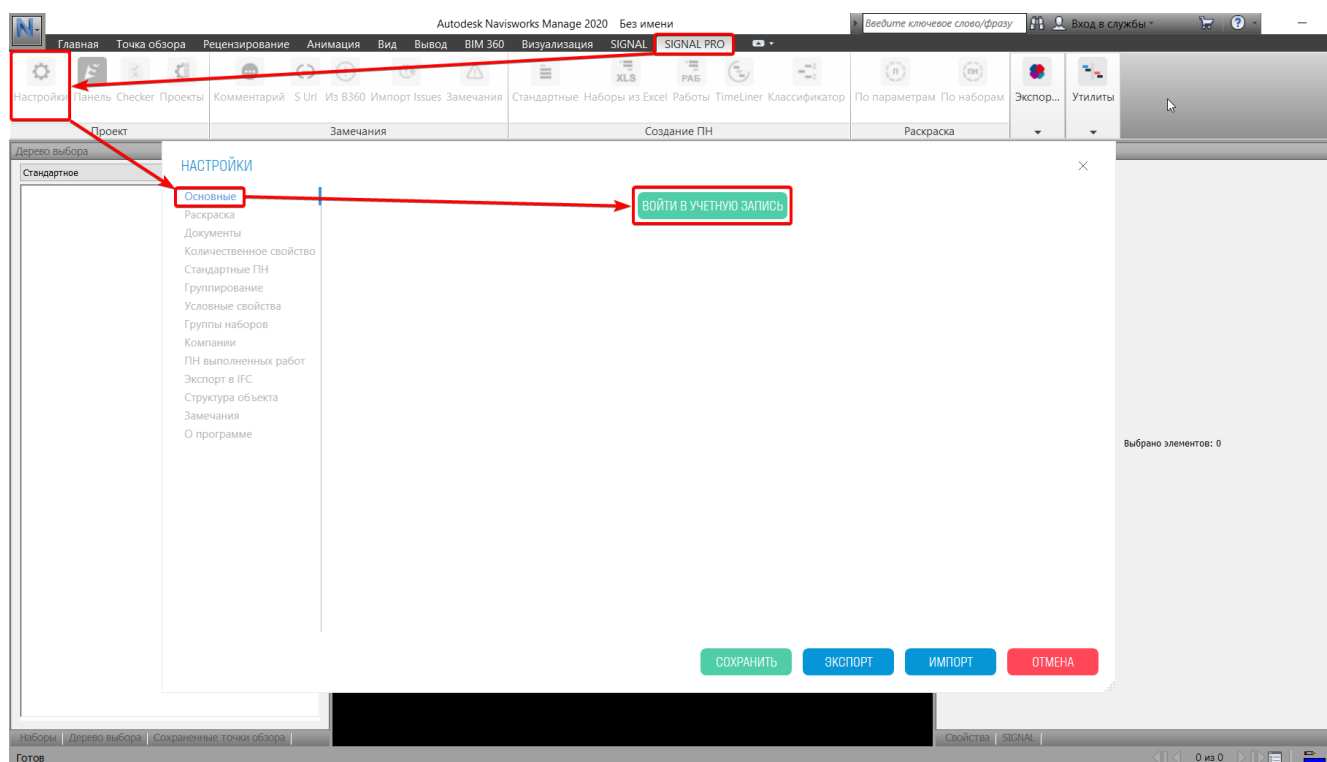 Autodesk Navisworks Manage 2020 Без имени
Введите ключевое слово/фразу
Вход в службы
Главная Точка обзора Рецензирование Анимация Вид Вывод BIM 360 Визуализация SIGNAL SIGNAL PRO
XLS РАБ П ПН
Настройки Панель Checker Проекты Комментарий S Url Из B360 Импорт Issues Замечания Стандартные Наборы из Excel Работы TimeLiner Классификатор По параметрам По наборам Экспор... Утилиты
Проект Замечания Создание ПН Раскраска
Дерево выбора
Стандартное
НАСТРОЙКИ
Основные
ВОЙТИ В УЧЕТНУЮ ЗАПИСЬ
Раскраска
Документы
Количественное свойство
Стандартные ПН
Группирование
Условные свойства
Группы наборов
Компании
ПН выполненных работ
Экспорт в IFC
Структура объекта
Замечания
О программе
Выбрано элементов: 0
СОХРАНИТЬ ЭКСПОРТ ИМПОРТ ОТМЕНА
Наборы Дерево выбора Сохраненные точки обзора Свойства SIGNAL
Готов 0 из 0